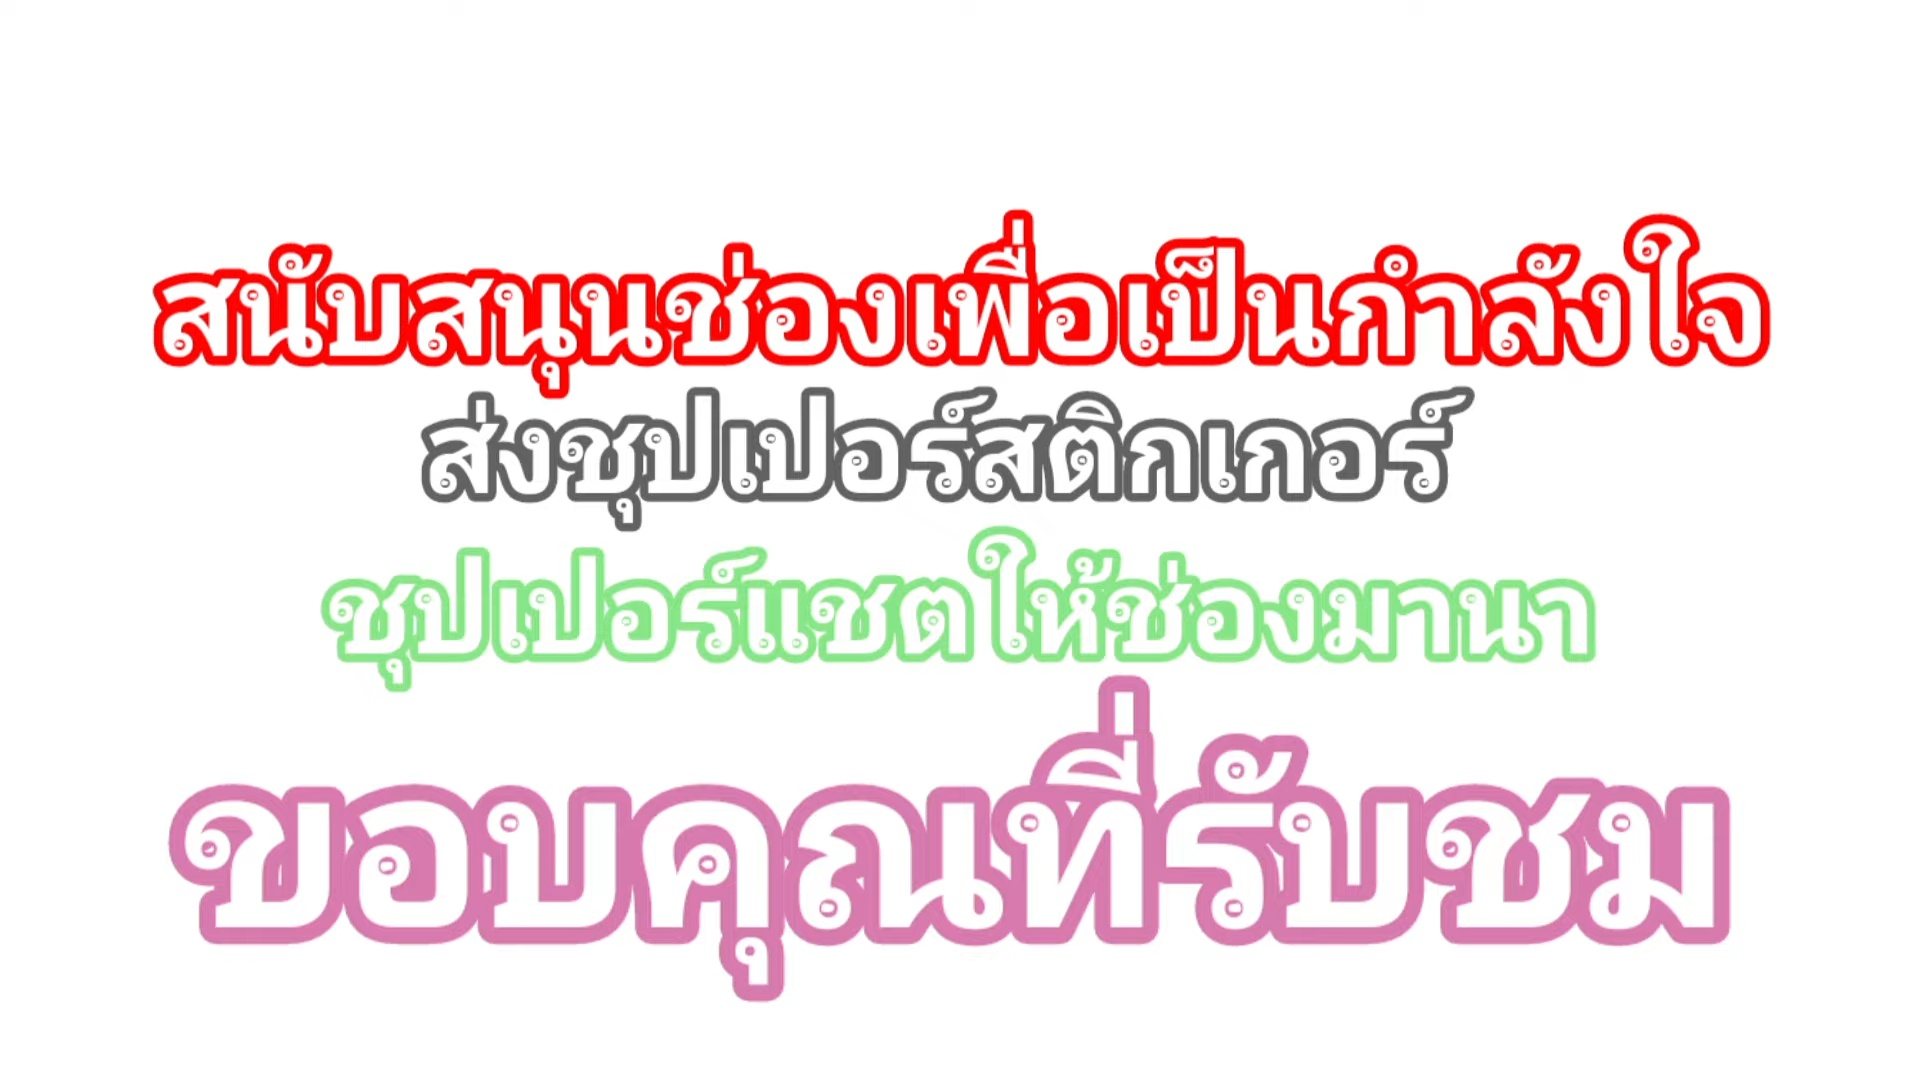 สนับสนุนช่องเพื่อเป็นกำลังใจ
ส่งซุปเปอร์สติกเกอร์
ซุปเปอร์แชตให้ช่องมานา
ขอบคุณที่รับชม